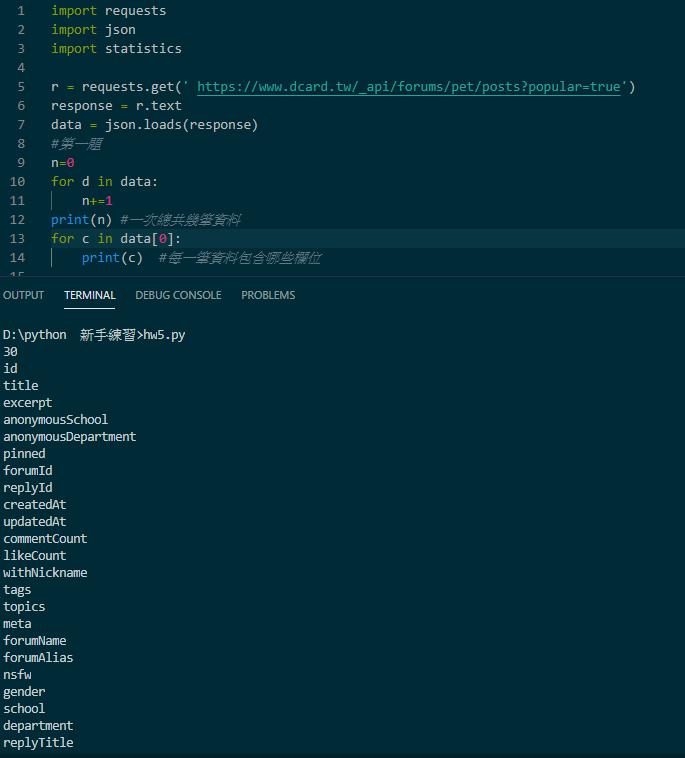 1 import requests
2 import json
3 import statistics
4
5 r = requests.get(' https://www.dcard.tw/_api/forums/pet/posts?popular=true')
6 response = r.text
7 data = json.loads(response)
8 #第一題
9 n=0
10 for d in data:
11 n+=1
12 print(n) #一次總共幾筆資料
13 for c in data[0]:
14 print(c) #每一筆資料包含哪些欄位
OUTPUT TERMINAL DEBUG CONSOLE PROBLEMS
D:\python 新手練習>hw5.py
30
id
title
excerpt
anonymousSchool
anonymousDepartment
pinned
forumId
replyId
createdAt
updatedAt
commentCount
likeCount
withNickname
tags
topics
meta
forumName
forumAlias
nsfw
gender
school
department
replyTitle